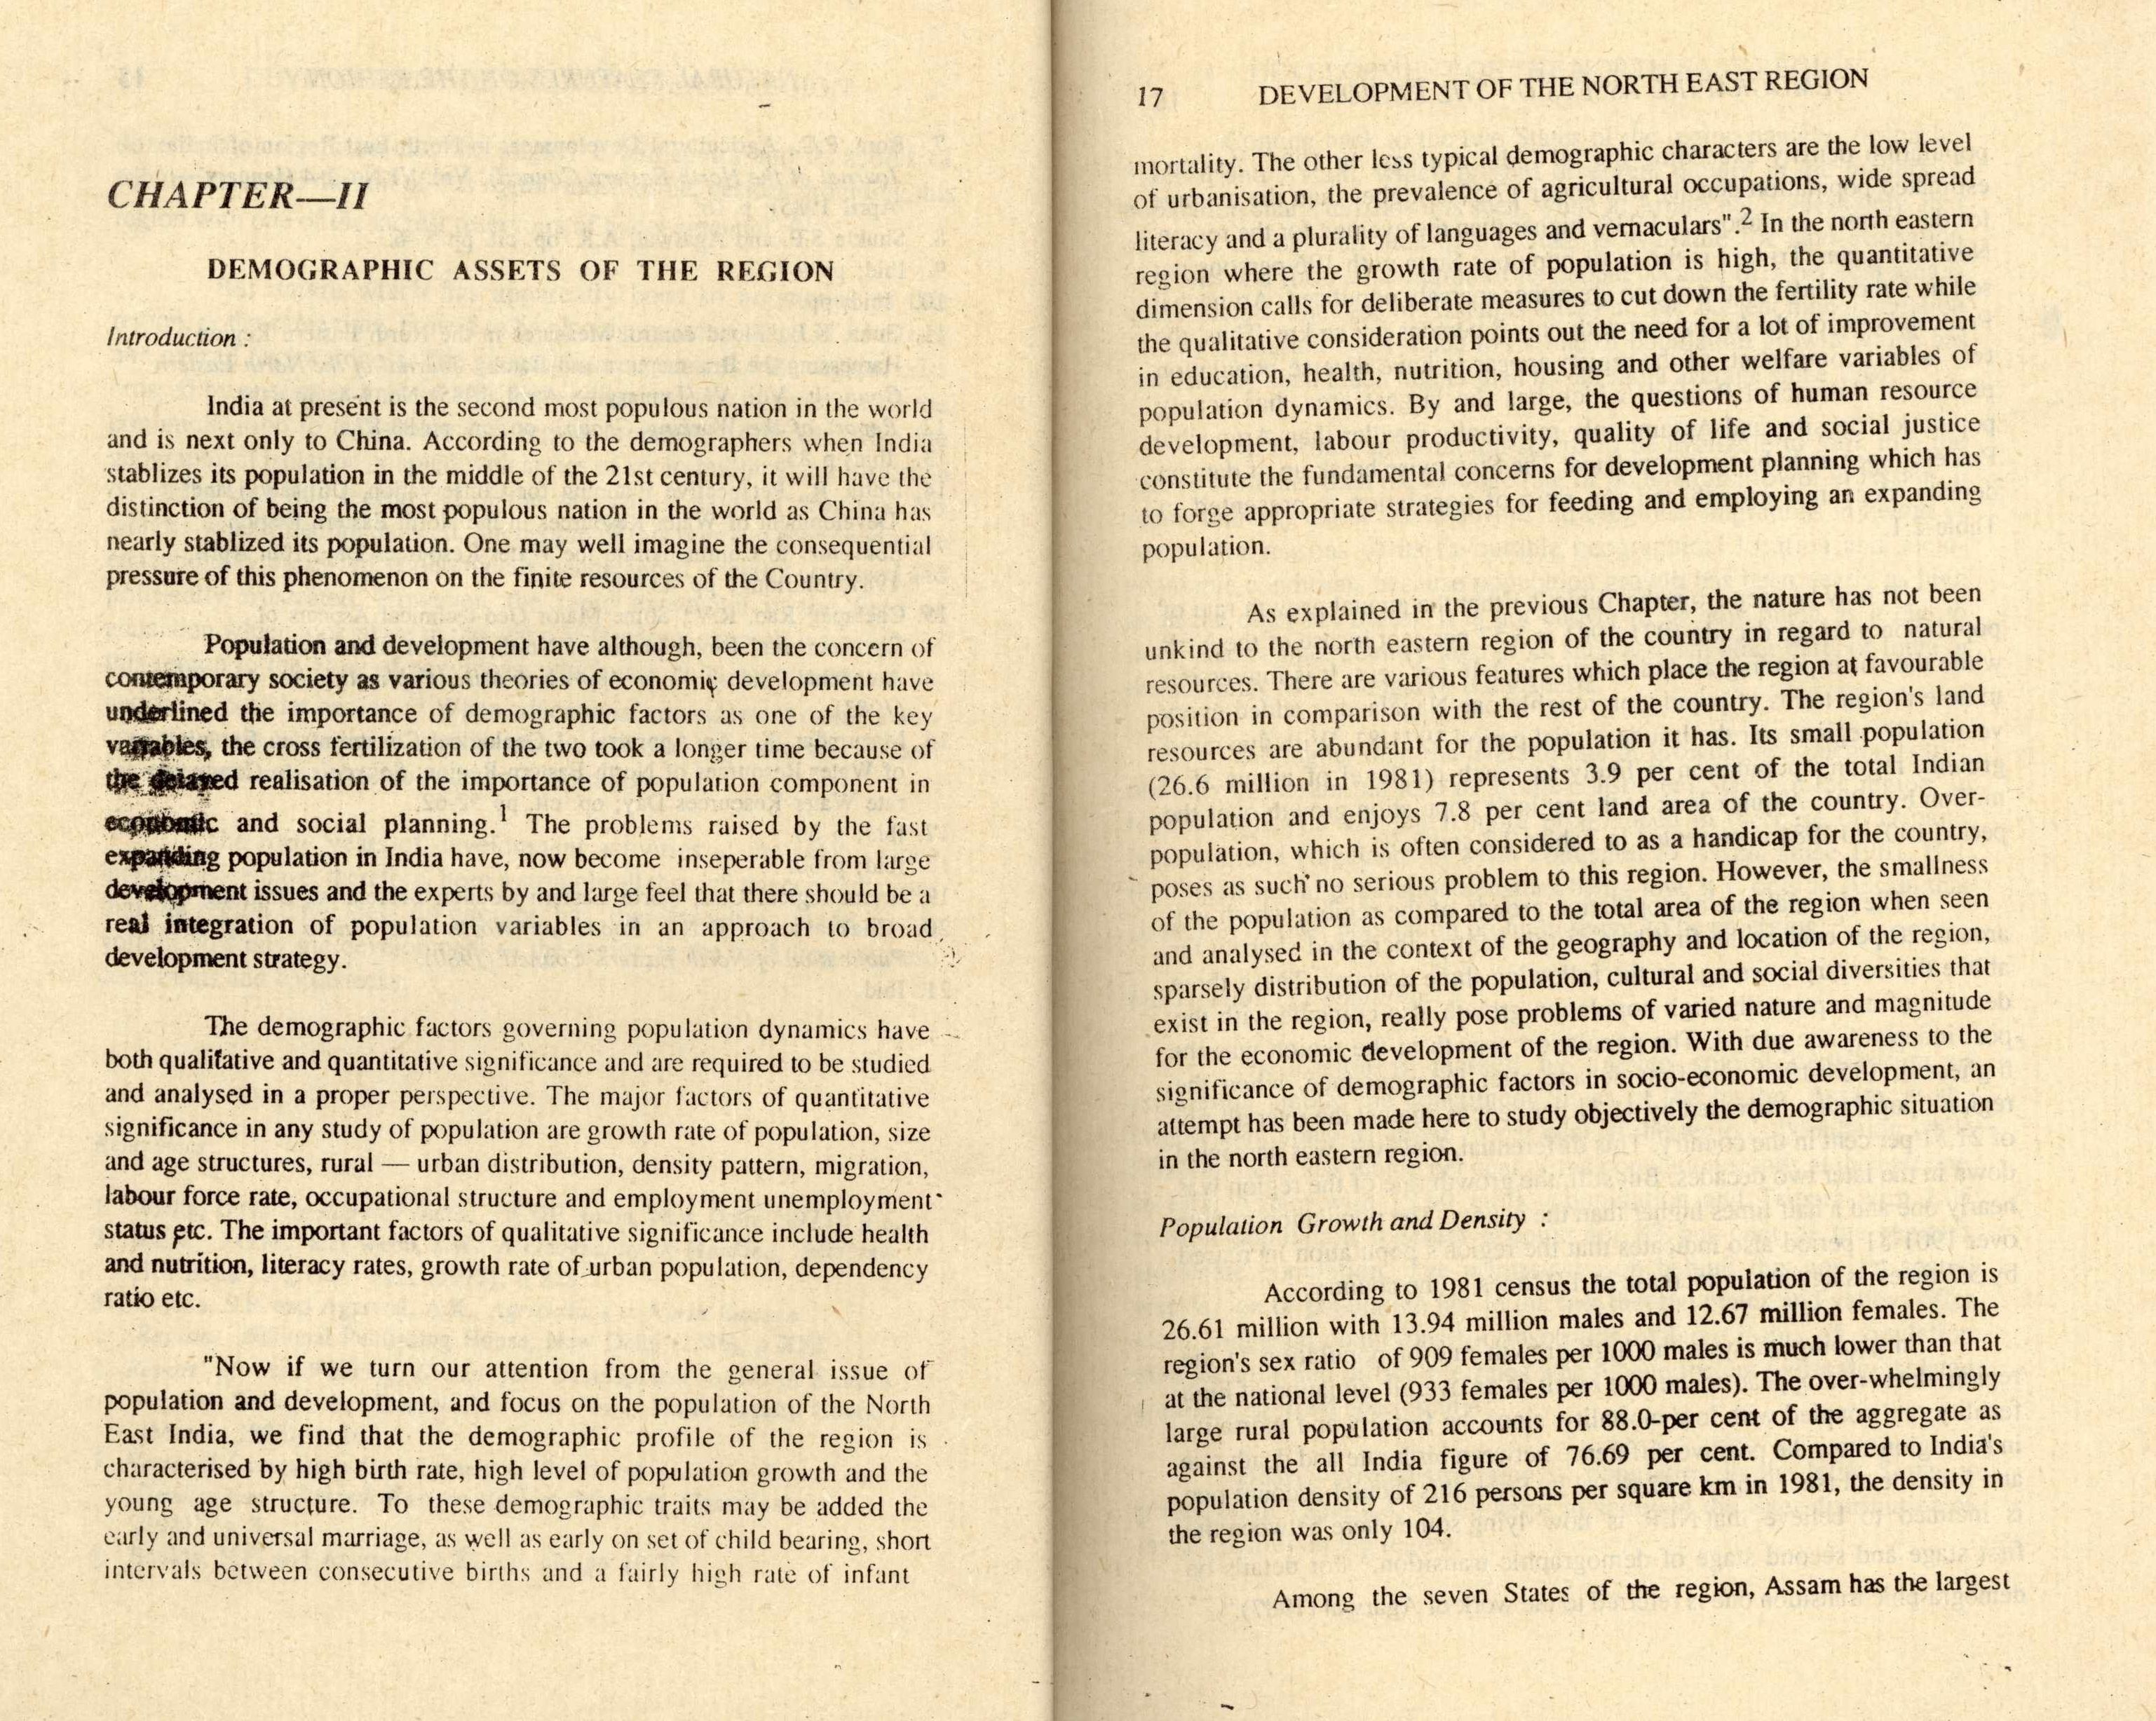 CHAPTER—II
DEMOGRAPHIC ASSETS OF THE REGION
Introduction :
India at present is the second most populous nation in the world
and is next only to China. According to the demographers when India
stablizes its population in the middle of the 21st century, it will have the
distinction of being the most populous nation in the world as China has
nearly stablized its population. One may well imagine the consequential
pressure of this phenomenon on the finite resources of the Country.
Population and development have although, been the concern of
contemporary society as various theories of economic development have
underlined the importance of demographic factors as one of the key
variables, the cross fertilization of the two took a longer time because of
the delayed realisation of the importance of population component in
economic and social planning.1 The problems raised by the fast
expanding population in India have, now become inseperable from large
development issues and the experts by and large feel that there should be a
real integration of population variables in an approach to broad
development strategy.
The demographic factors governing population dynamics have
both qualitative and quantitative significance and are required to be studied
and analysed in a proper perspective. The major factors of quantitative
significance in any study of population are growth rate of population, size
and age structures, rural — urban distribution, density pattern, migration,
labour force rate, occupational structure and employment unemployment
status etc. The important factors of qualitative significance include health
and nutrition, literacy rates, growth rate of urban population, dependency
ratio etc.
"Now if we turn our attention from the general issue of
population and development, and focus on the population of the North
East India, we find that the demographic profile of the region is
characterised by high birth rate, high level of population growth and the
young age structure. To these demographic traits may be added the
early and universal marriage, as well as early on set of child bearing, short
intervals between consecutive births and a fairly high rate of infant
17 DEVELOPMENT OF THE NORTH EAST REGION
mortality. The other less typical demographic characters are the low level
of urbanisation, the prevalence of agricultural occupations, wide spread
literacy and a plurality of languages and vernaculars".2 In the north eastern
region where the growth rate of population is high, the quantitative
dimension calls for deliberate measures to cut down the fertility rate while
the qualitative consideration points out the need for a lot of improvement
in education, health, nutrition, housing and other welfare variables of
population dynamics. By and large, the questions of human resource
development, labour productivity, quality of life and social justice
constitute the fundamental concerns for development planning which has
to forge appropriate strategies for feeding and employing an expanding
population.
As explained in the previous Chapter, the nature has not been
unkind to the north eastern region of the country in regard to natural
resources. There are various features which place the region at favourable
position in comparison with the rest of the country. The region's land
resources are abundant for the population it has. Its small population
(26.6 million in 1981) represents 3.9 per cent of the total Indian
population and enjoys 7.8 per cent land area of the country. Over-
population, which is often considered to as a handicap for the country,
poses as such no serious problem to this region. However, the smallness
of the population as compared to the total area of the region when seen
and analysed in the context of the geography and location of the region,
sparsely distribution of the population, cultural and social diversities that
exist in the region, really pose problems of varied nature and magnitude
for the economic development of the region. With due awareness to the
significance of demographic factors in socio-economic development, an
attempt has been made here to study objectively the demographic situation
in the north eastern region.
Population Growth and Density :
According to 1981 census the total population of the region is
26.61 million with 13.94 million males and 12.67 million females. The
region's sex ratio of 909 females per 1000 males is much lower than that
at the national level (933 females per 1000 males). The over-whelmingly
large rural population accounts for 88.0-per cent of the aggregate as
against the all India figure of 76.69 per cent. Compared to India's
population density of 216 persons per square km in 1981, the density in
the region was only 104.
Among the seven States of the region, Assam has the largest